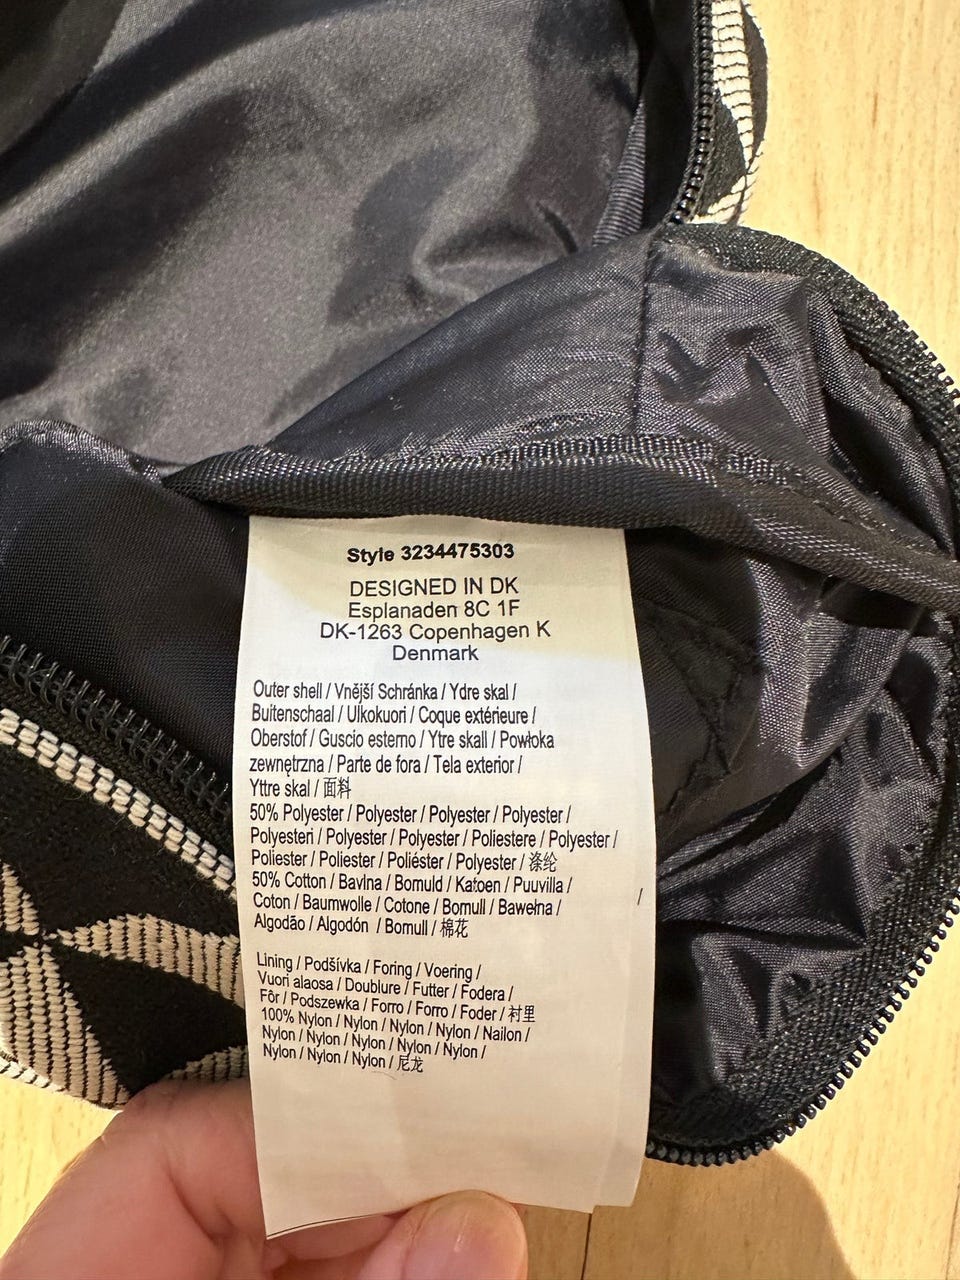 Style 3234475303
DESIGNED IN DK
Esplanaden 8C 1F
DK-1263 Copenhagen K
Denmark
Outer shell / Vnější Schránka / Ydre skal /
Buitenschaal / Ulkokuori / Coque extérieure /
Oberstof / Guscio esterno / Ytre skall / Powłoka
zewnętrzna / Parte de fora / Tela exterior /
Yttre skal / 面料
50% Polyester / Polyester / Polyester / Polyester /
Polyesteri / Polyester / Polyester / Poliestere / Polyester /
Poliester / Poliester / Poliéster / Polyester / 涤纶
50% Cotton / Bavlna / Bomuld / Katoen / Puuvilla /
Coton / Baumwolle / Cotone / Bomull / Bawełna /
Algodão / Algodón / Bomull / 棉花
Lining / Podšívka / Foring / Voering /
Vuori alaosa / Doublure / Futter / Fodera /
Fôr / Podszewka / Forro / Forro / Foder / 衬里
100% Nylon / Nylon / Nylon / Nylon / Nailon /
Nylon / Nylon / Nylon / Nylon / Nylon /
Nylon / Nylon / Nylon / 尼龙